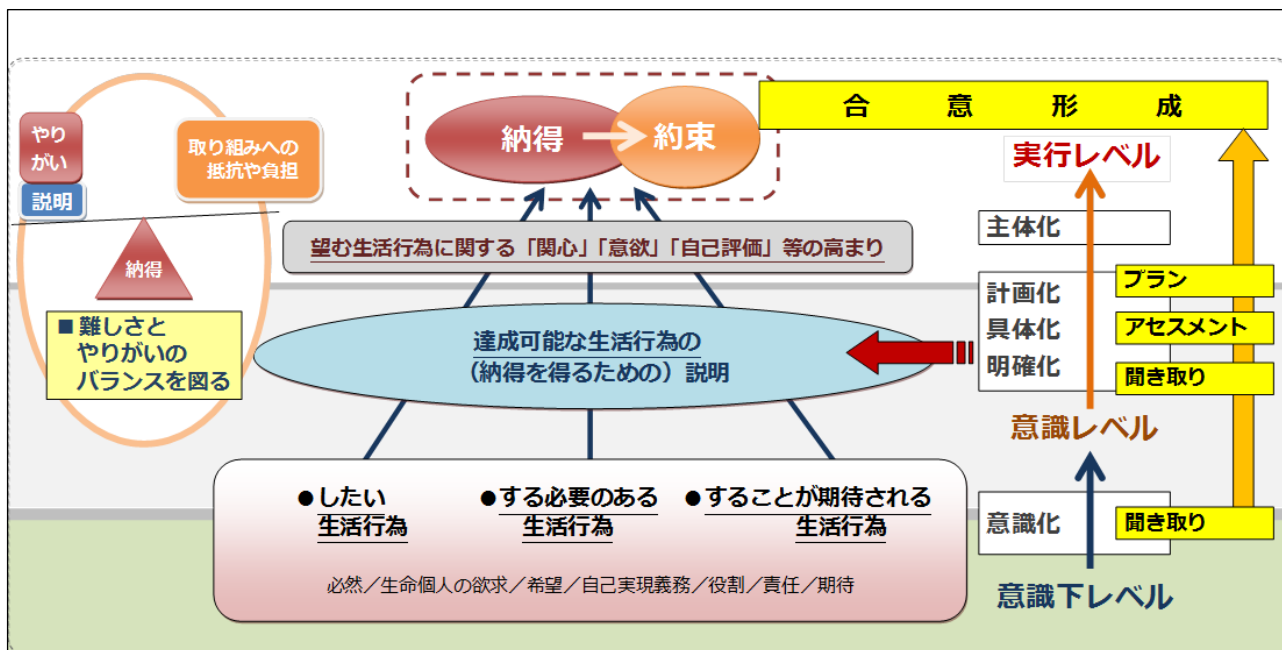 やり
がい
説明
取り組みへの
抵抗や負担
納得
■ 難しさと
やりがいの
バランスを図る
納得
約束
合意形成
望む生活行為に関する「関心」「意欲」「自己評価」等の高まり
達成可能な生活行為の
（納得を得るための）説明
●したい
生活行為
●する必要のある
生活行為
●することが期待される
生活行為
必然／生命個人の欲求／希望／自己実現義務／役割／責任／期待
実行レベル
主体化
計画化
具体化
明確化
プラン
アセスメント
聞き取り
意識レベル
意識化
聞き取り
意識下レベル